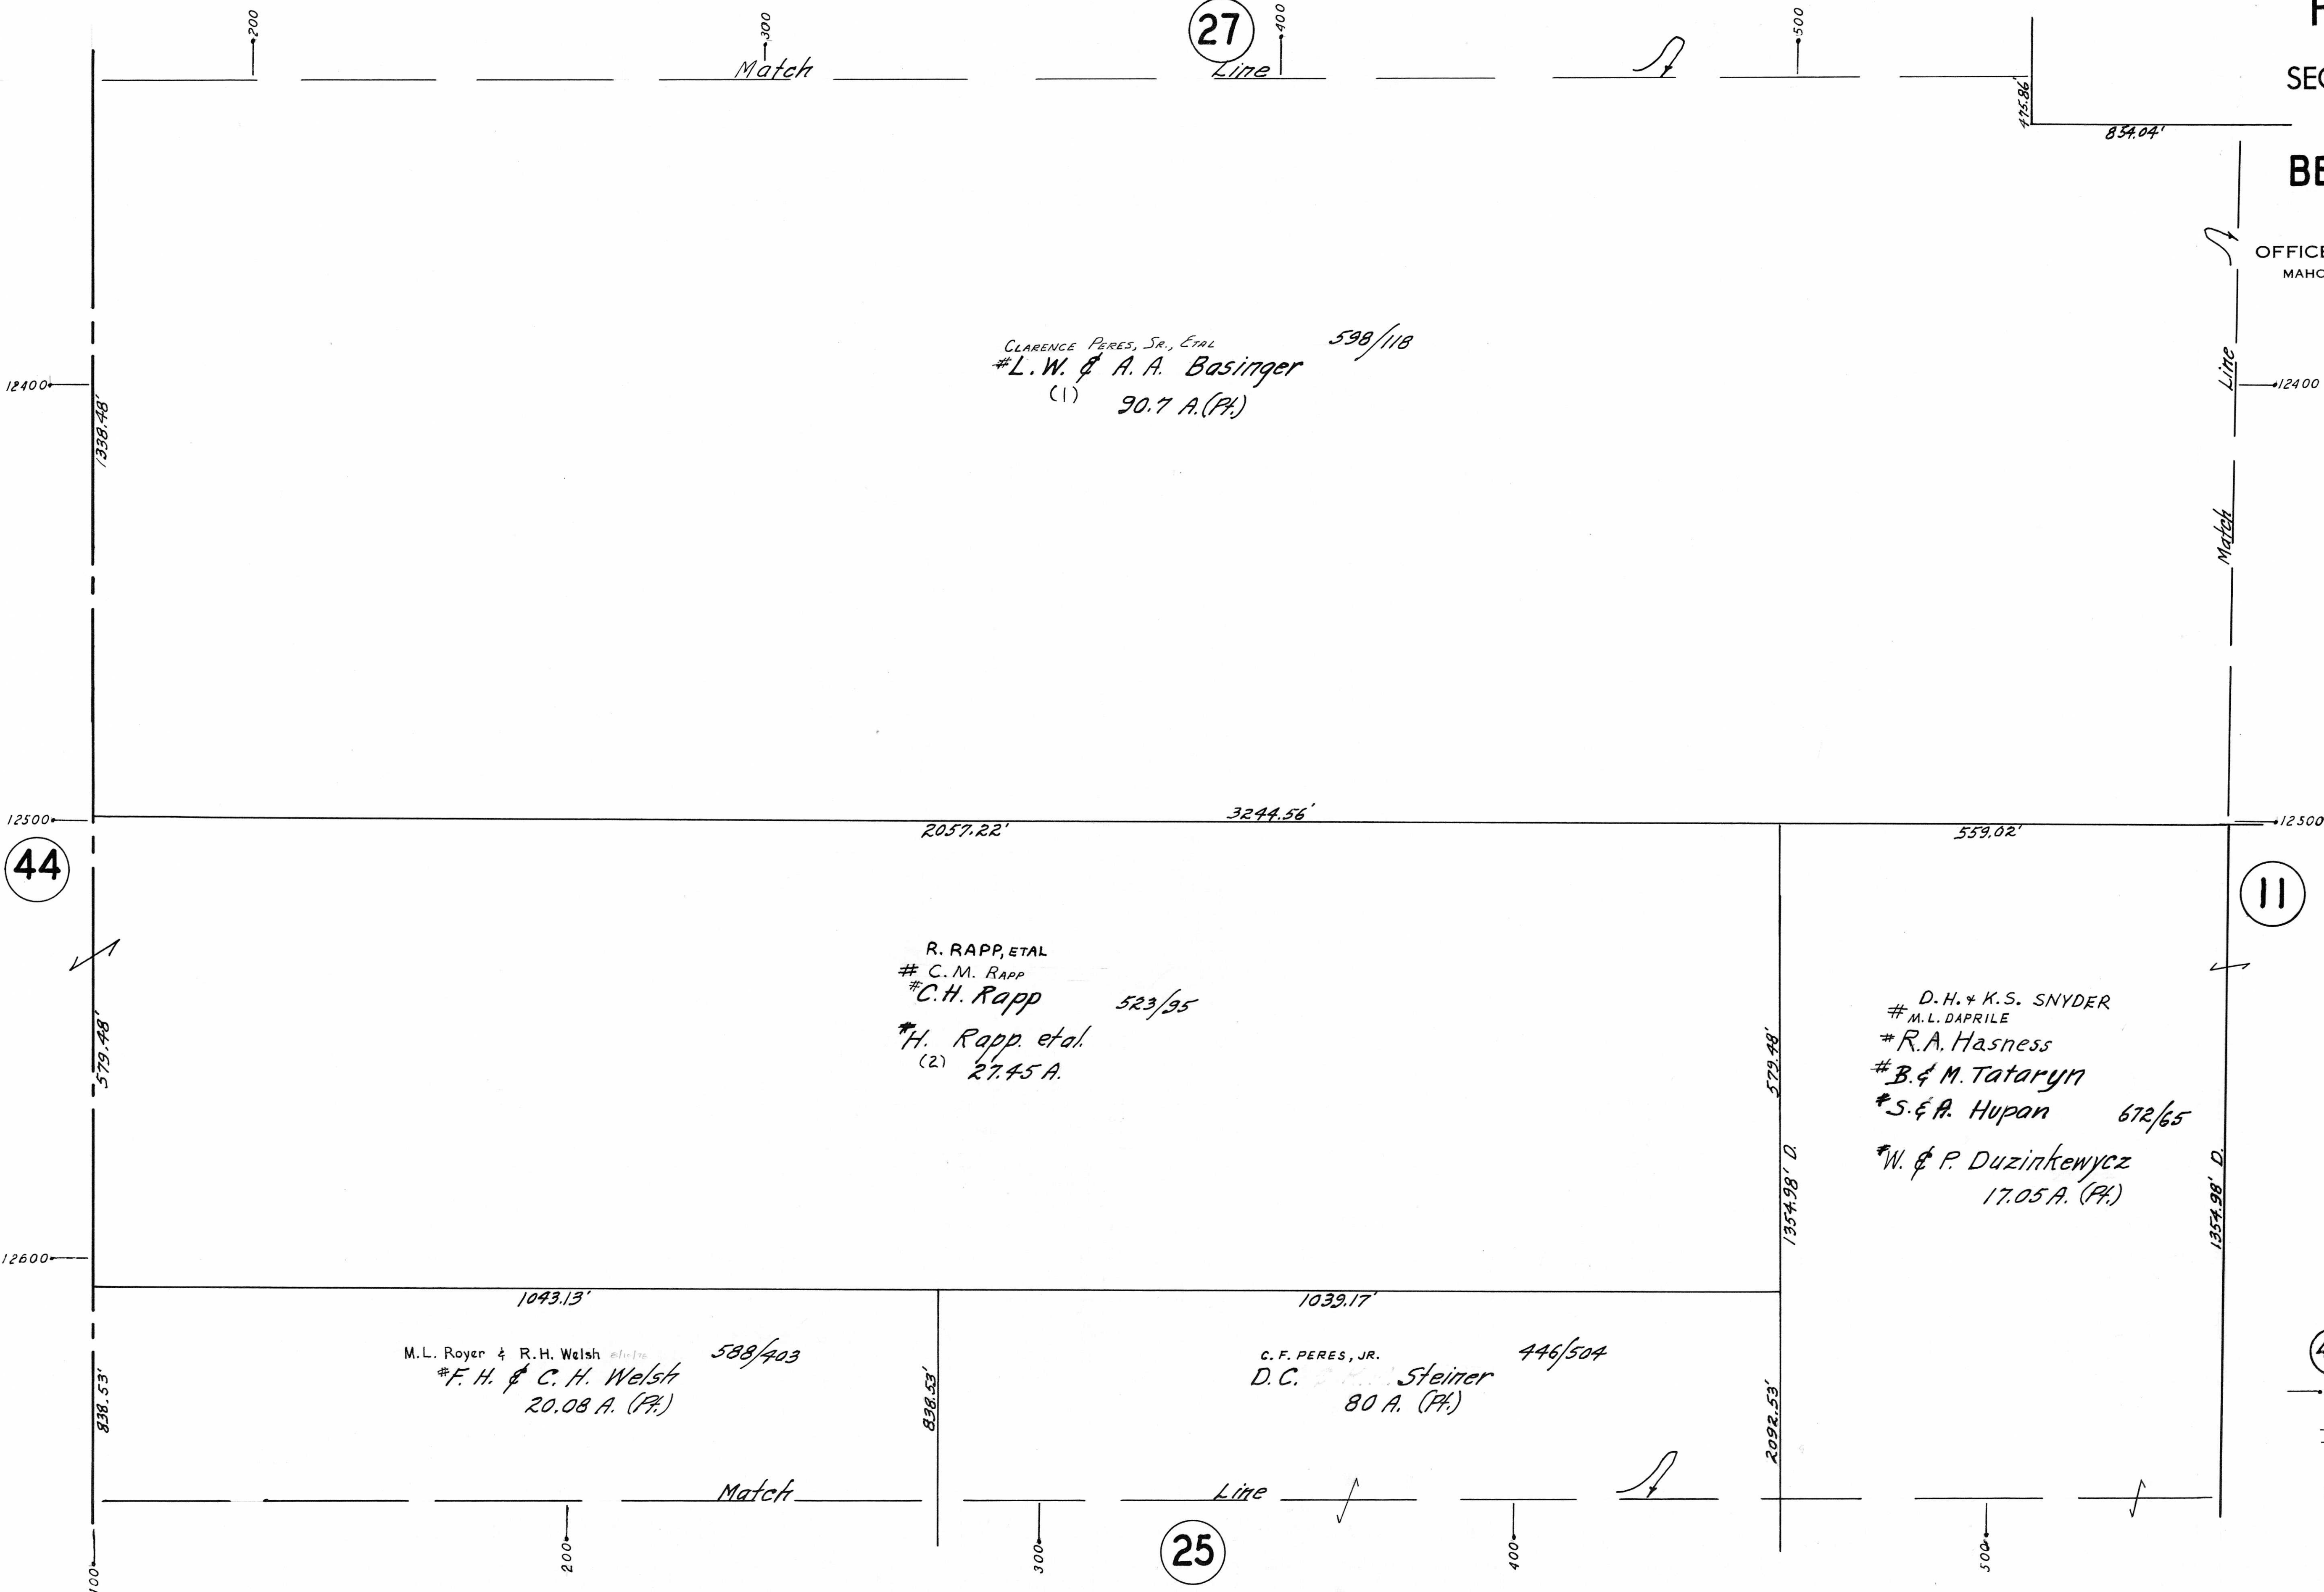 200
300
27
400
500
Match
Line
SEC
475.86'
854.04'
BE
OFFICE
MAHO
CLARENCE PERES, SR., ETAL
598/118
#L.W. & A.A. Basinger
(1)
90.7 A.(Pt.)
12400
1338.48'
Line
12400
Match
3244.56'
12500
2057.22'
559.02'
12500
44
11
R. RAPP, ETAL
# C.M. RAPP
#C.H. Rapp
523/95
#H. Rapp. etal.
(2)
27.45 A.
579.48'
579.48'
D.H. & K.S. SNYDER
# M.L. DAPRILE
#R.A. Hasness
#B. & M. Tataryn
#S. & A. Hupan
672/65
#W. & P. Duzinkewycz
17.05 A. (Pt.)
1354.98' D.
1354.98' D.
12600
1043.13'
1039.17'
M.L. Royer & R.H. Welsh
588/403
#F.H. & C.H. Welsh
20.08 A. (Pt.)
838.53'
838.53'
C.F. PERES, JR.
446/504
D.C. Steiner
80 A. (Pt.)
2092.53'
Match
Line
100
200
300
25
400
500